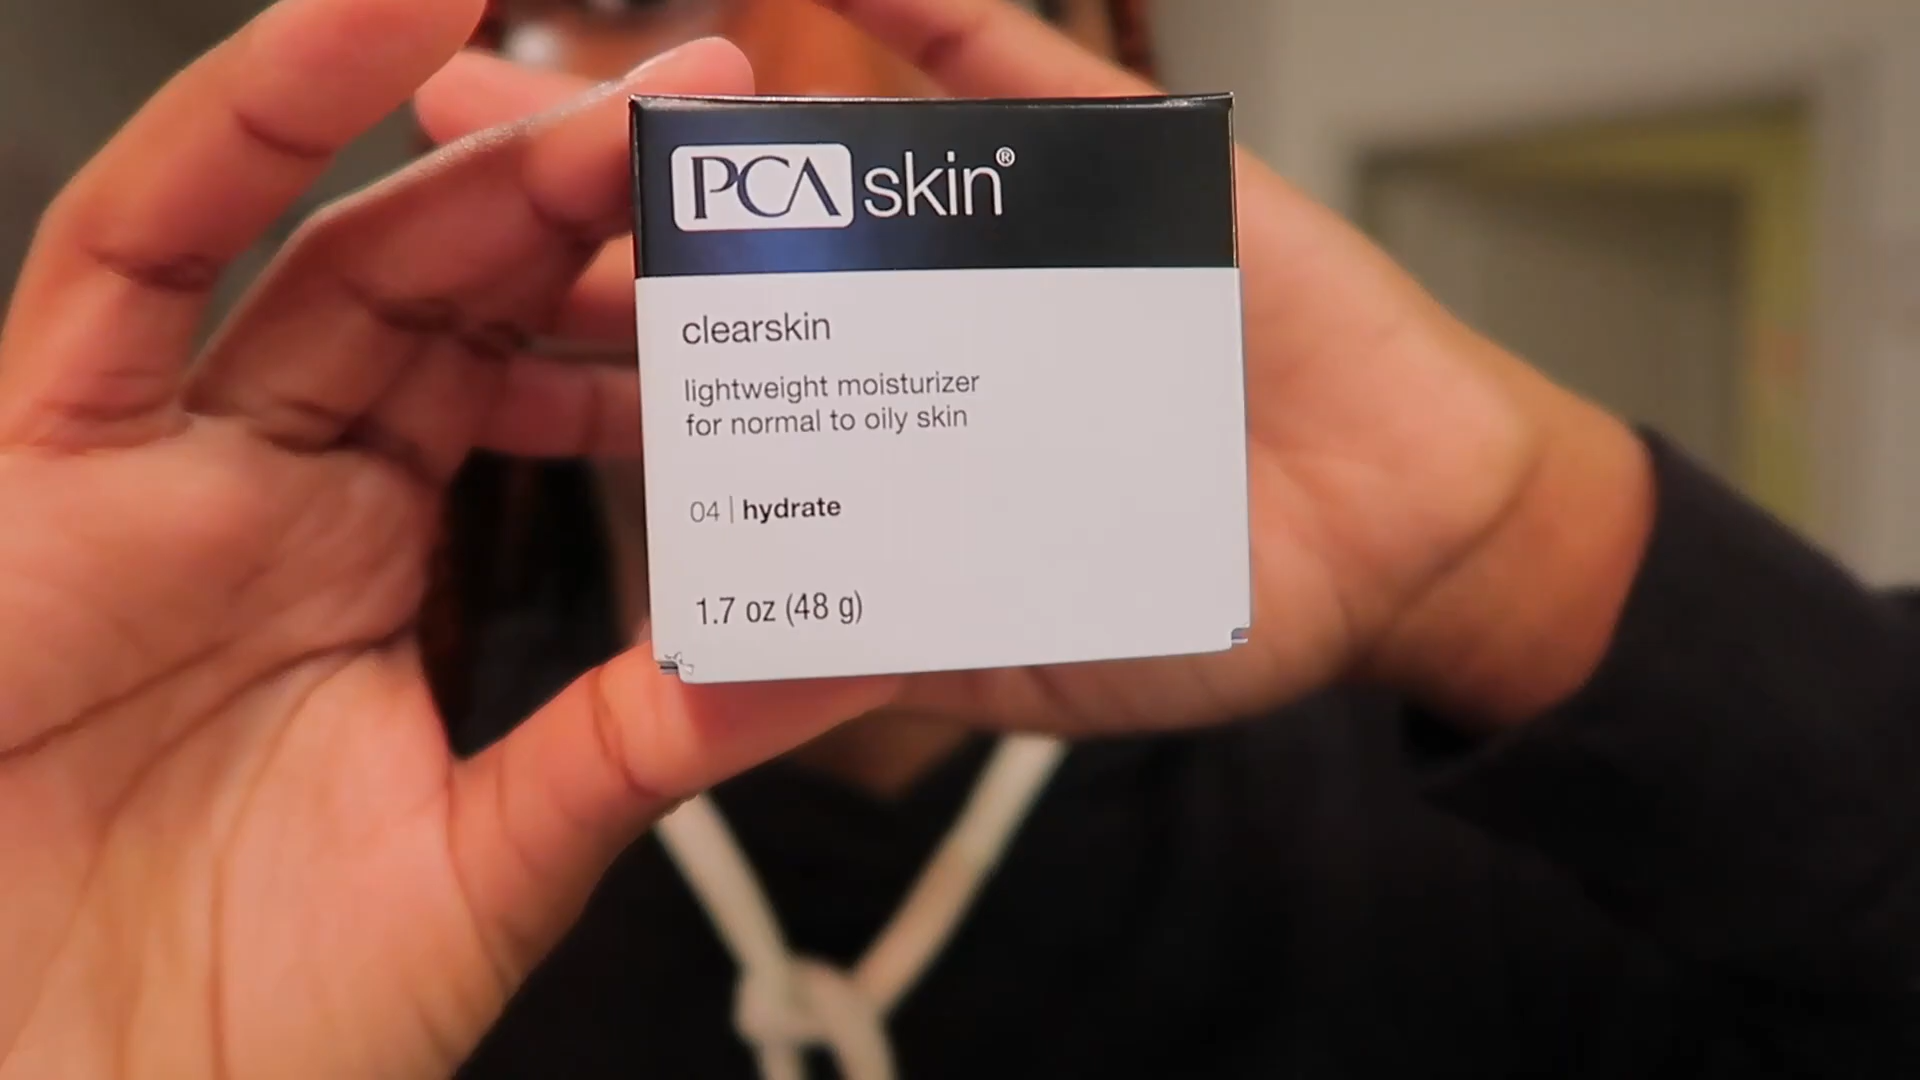 PCA skin®
clearskin
lightweight moisturizer
for normal to oily skin
04 | hydrate
1.7 oz (48 g)